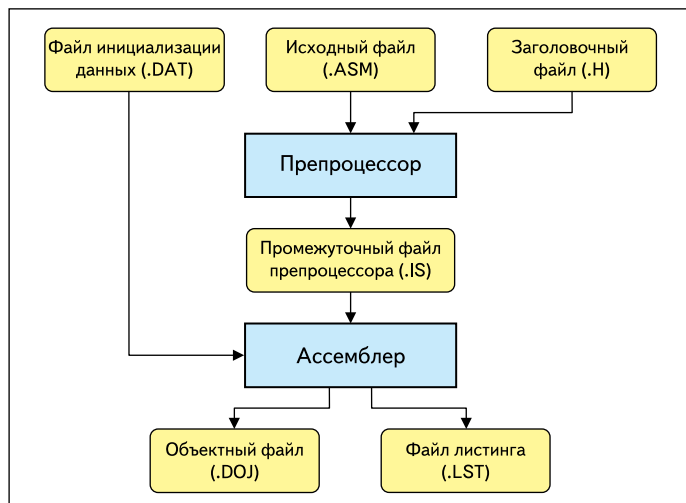 Файл инициализации
данных (.DAT)
Исходный файл
(.ASM)
Заголовочный
файл (.H)
Препроцессор
Промежуточный файл
препроцессора (.IS)
Ассемблер
Объектный файл
(.DOJ)
Файл листинга
(.LST)